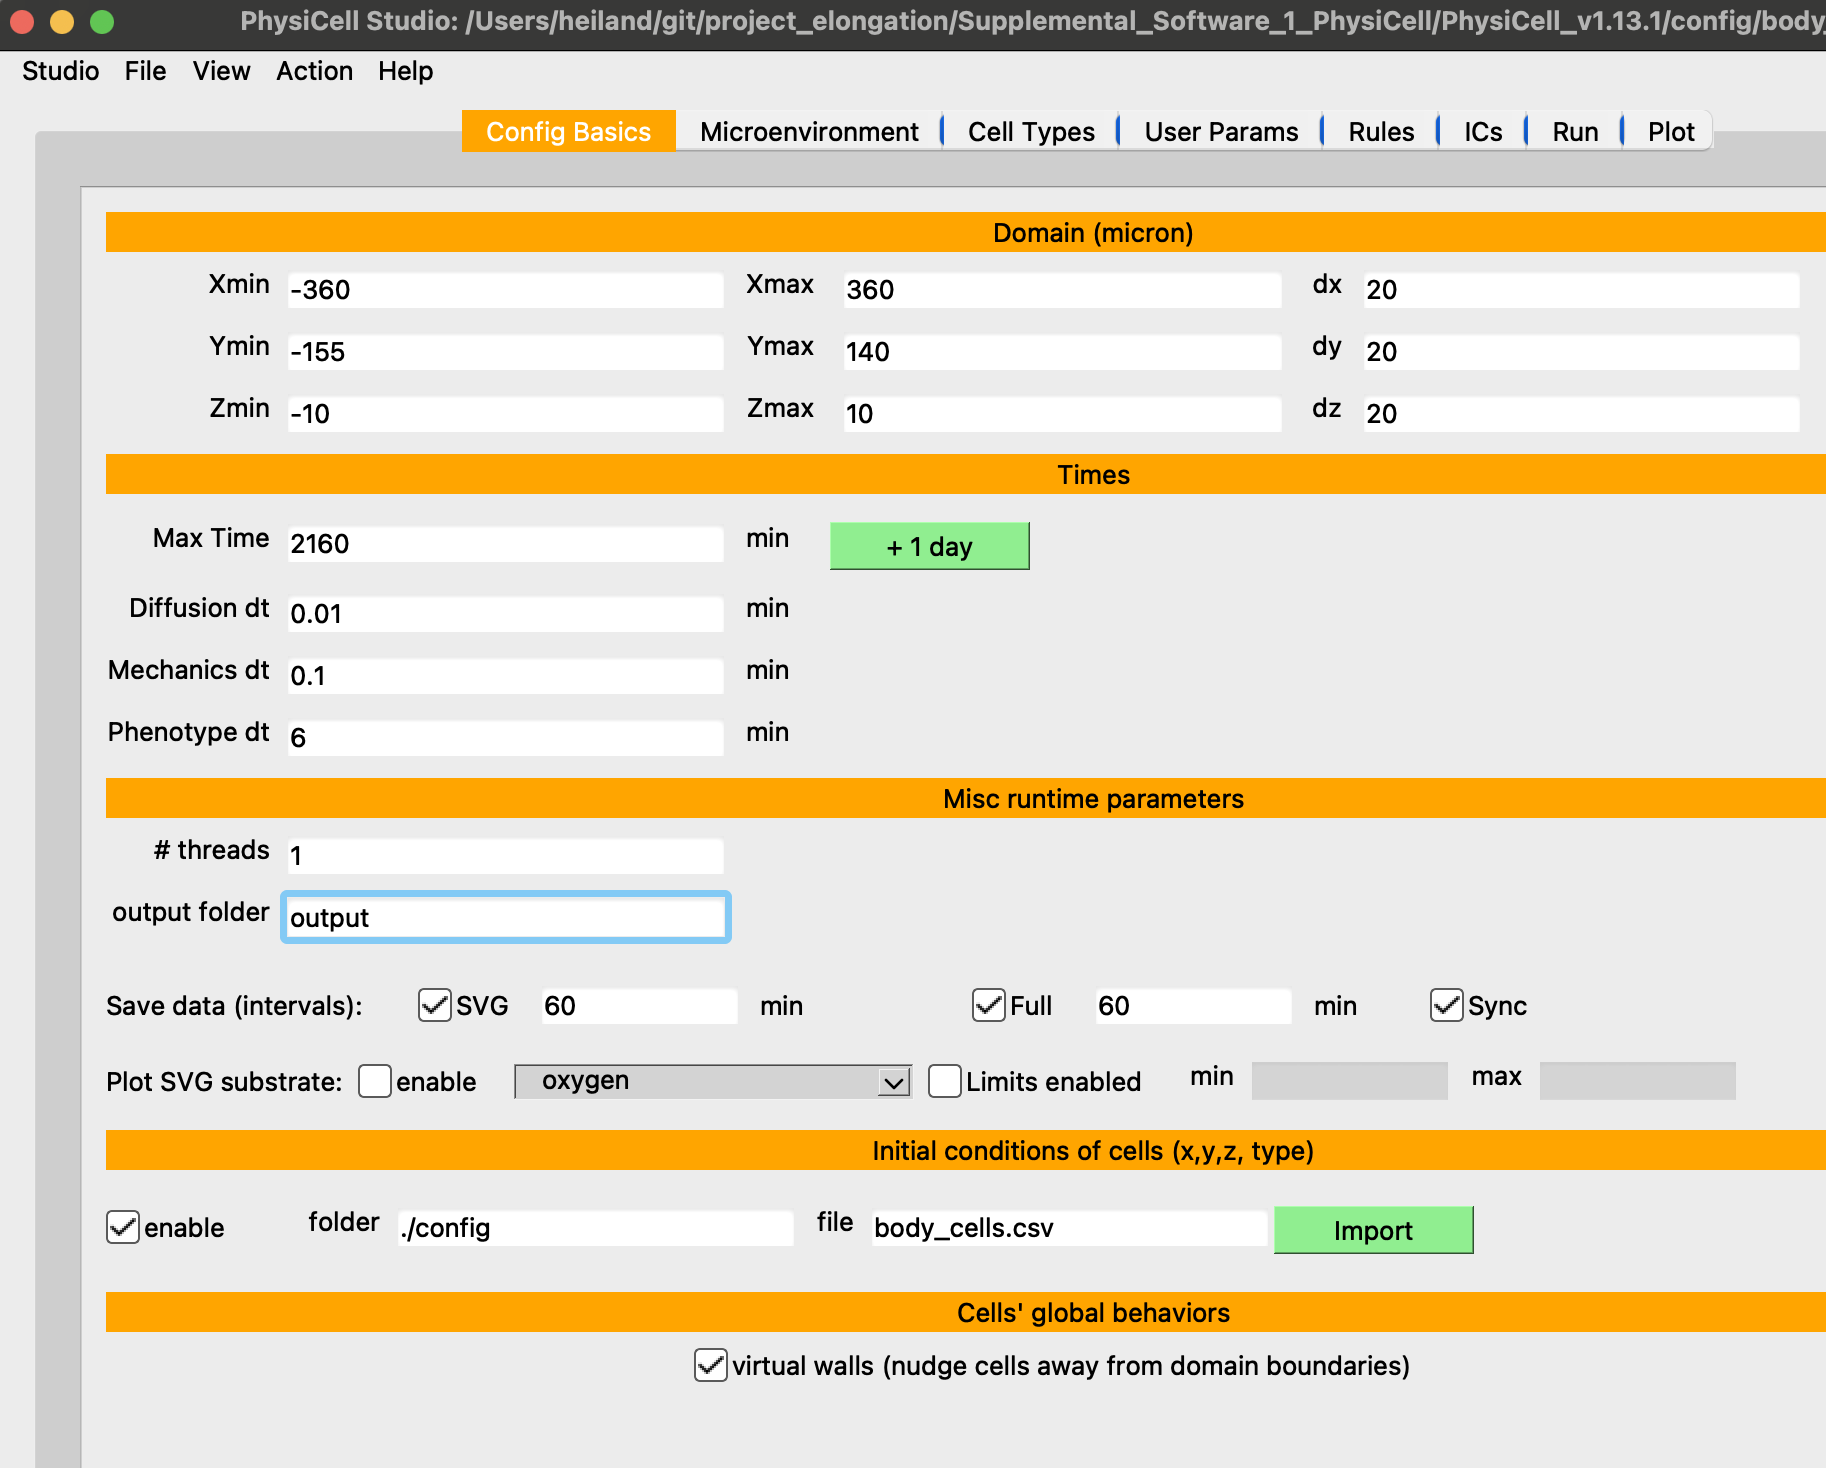 PhysiCell Studio: /Users/heiland/git/project_elongation/Supplemental_Software_1_PhysiCell/PhysiCell_v1.13.1/config/body_
Studio File View Action Help
Config Basics Microenvironment Cell Types User Params Rules ICs Run Plot
Domain (micron)
Xmin -360 Xmax 360 dx 20
Ymin -155 Ymax 140 dy 20
Zmin -10 Zmax 10 dz 20
Times
Max Time 2160 min + 1 day
Diffusion dt 0.01 min
Mechanics dt 0.1 min
Phenotype dt 6 min
Misc runtime parameters
# threads 1
output folder output
Save data (intervals): SVG 60 min Full 60 min Sync
Plot SVG substrate: enable oxygen Limits enabled min max
Initial conditions of cells (x,y,z, type)
enable folder ./config file body_cells.csv Import
Cells' global behaviors
virtual walls (nudge cells away from domain boundaries)